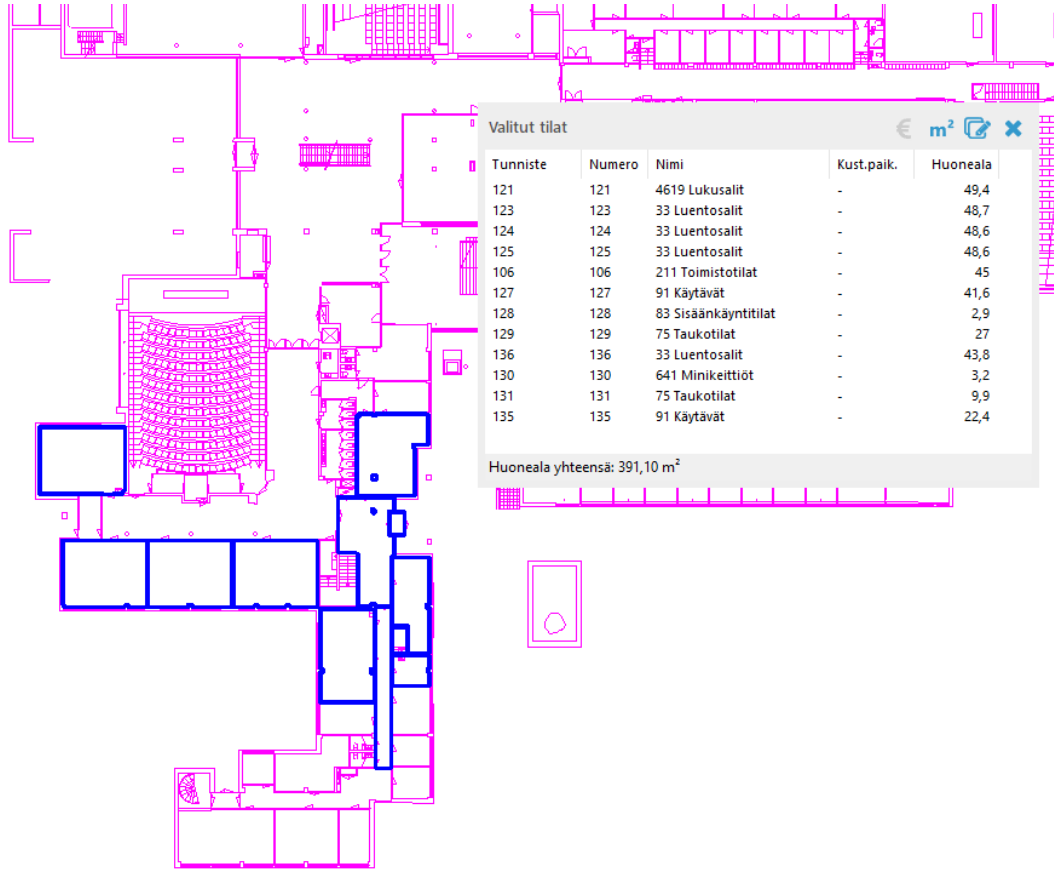 Valitut tilat € m²
Tunniste Numero Nimi Kust.paik. Huoneala
121 121 4619 Lukusalit - 49,4
123 123 33 Luentosalit - 48,7
124 124 33 Luentosalit - 48,6
125 125 33 Luentosalit - 48,6
106 106 211 Toimistotilat - 45
127 127 91 Käytävät - 41,6
128 128 83 Sisäänkäyntitilat - 2,9
129 129 75 Taukotilat - 27
136 136 33 Luentosalit - 43,8
130 130 641 Minikeittiöt - 3,2
131 131 75 Taukotilat - 9,9
135 135 91 Käytävät - 22,4
Huoneala yhteensä: 391,10 m²